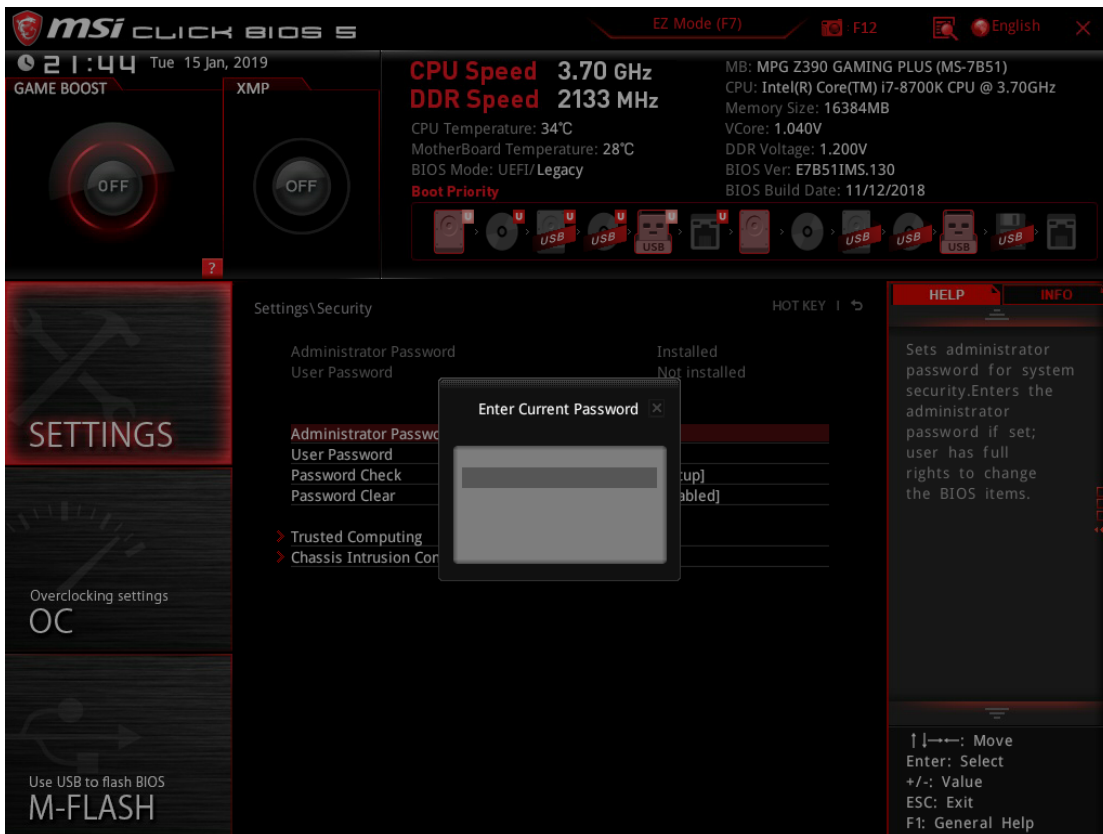 msi CLICK BIOS 5
EZ Mode (F7)
: F12
English
21:44 Tue 15 Jan, 2019
GAME BOOST
XMP
OFF
OFF
?
CPU Speed 3.70 GHz
DDR Speed 2133 MHz
CPU Temperature: 34°C
MotherBoard Temperature: 28°C
BIOS Mode: UEFI/Legacy
Boot Priority
MB: MPG Z390 GAMING PLUS (MS-7B51)
CPU: Intel(R) Core(TM) i7-8700K CPU @ 3.70GHz
Memory Size: 16384MB
VCore: 1.040V
DDR Voltage: 1.200V
BIOS Ver: E7B51IMS.130
BIOS Build Date: 11/12/2018
U U U U U U
USB USB USB USB USB USB USB
SETTINGS
Overclocking settings
OC
Use USB to flash BIOS
M-FLASH
Settings\Security
HOT KEY |
Administrator Password Installed
User Password Not installed
Enter Current Password
Administrator Passwo
User Password
Password Check tup]
Password Clear abled]
> Trusted Computing
> Chassis Intrusion Con
HELP
INFO
Sets administrator
password for system
security.Enters the
administrator
password if set;
user has full
rights to change
the BIOS items.
↑↓→←: Move
Enter: Select
+/-: Value
ESC: Exit
F1: General Help